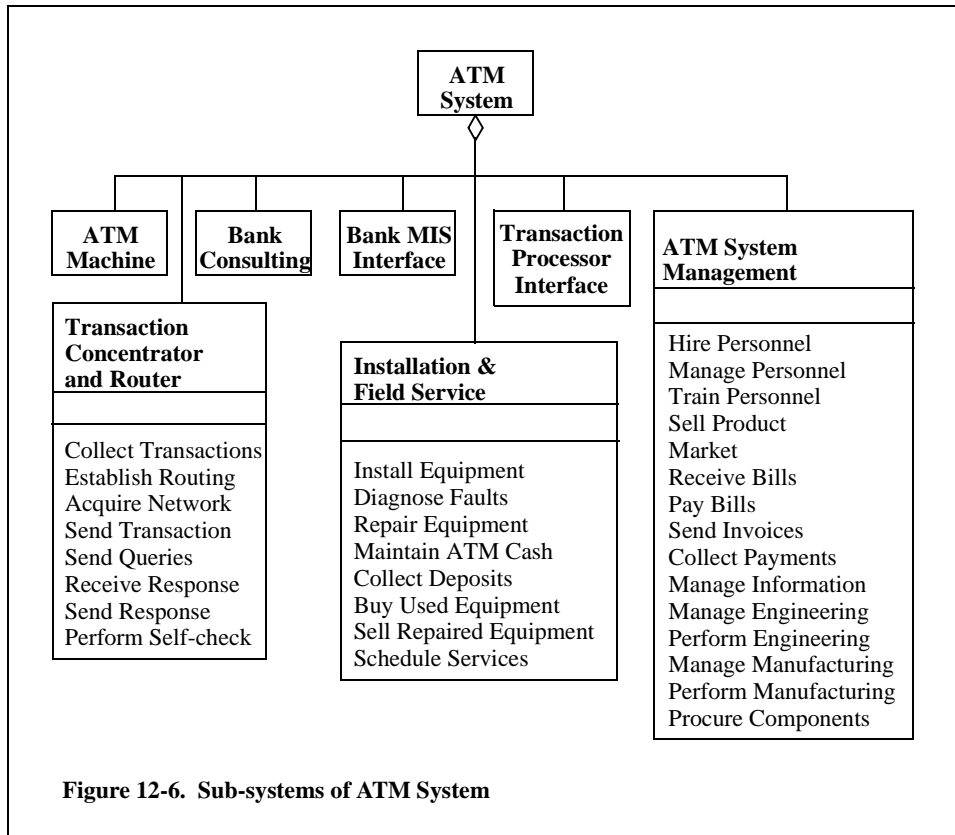 ATM
System
ATM
Machine
Bank
Consulting
Bank MIS
Interface
Transaction
Processor
Interface
ATM System
Management
Hire Personnel
Manage Personnel
Train Personnel
Sell Product
Market
Receive Bills
Pay Bills
Send Invoices
Collect Payments
Manage Information
Manage Engineering
Perform Engineering
Manage Manufacturing
Perform Manufacturing
Procure Components
Transaction
Concentrator
and Router
Collect Transactions
Establish Routing
Acquire Network
Send Transaction
Send Queries
Receive Response
Send Response
Perform Self-check
Installation &
Field Service
Install Equipment
Diagnose Faults
Repair Equipment
Maintain ATM Cash
Collect Deposits
Buy Used Equipment
Sell Repaired Equipment
Schedule Services
Figure 12-6. Sub-systems of ATM System